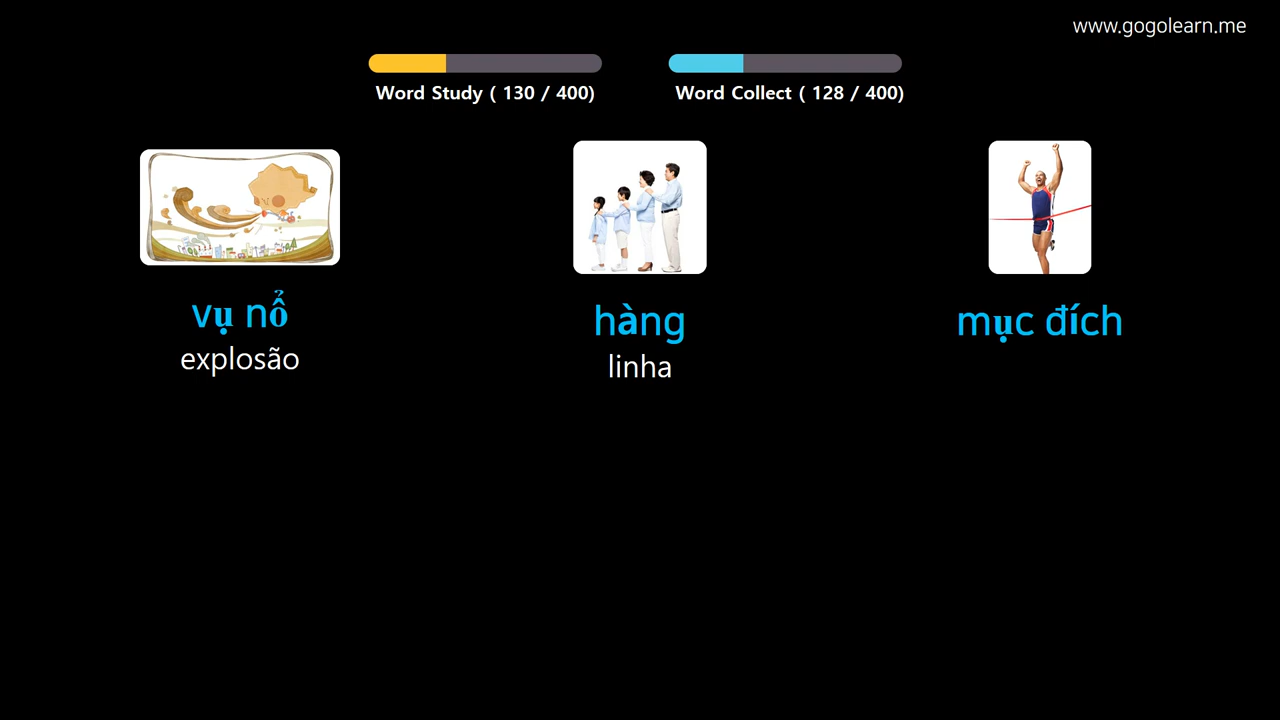 www.gogolearn.me
Word Study ( 130 / 400)
Word Collect ( 128 / 400)
vụ nổ
explosão
hàng
linha
mục đích